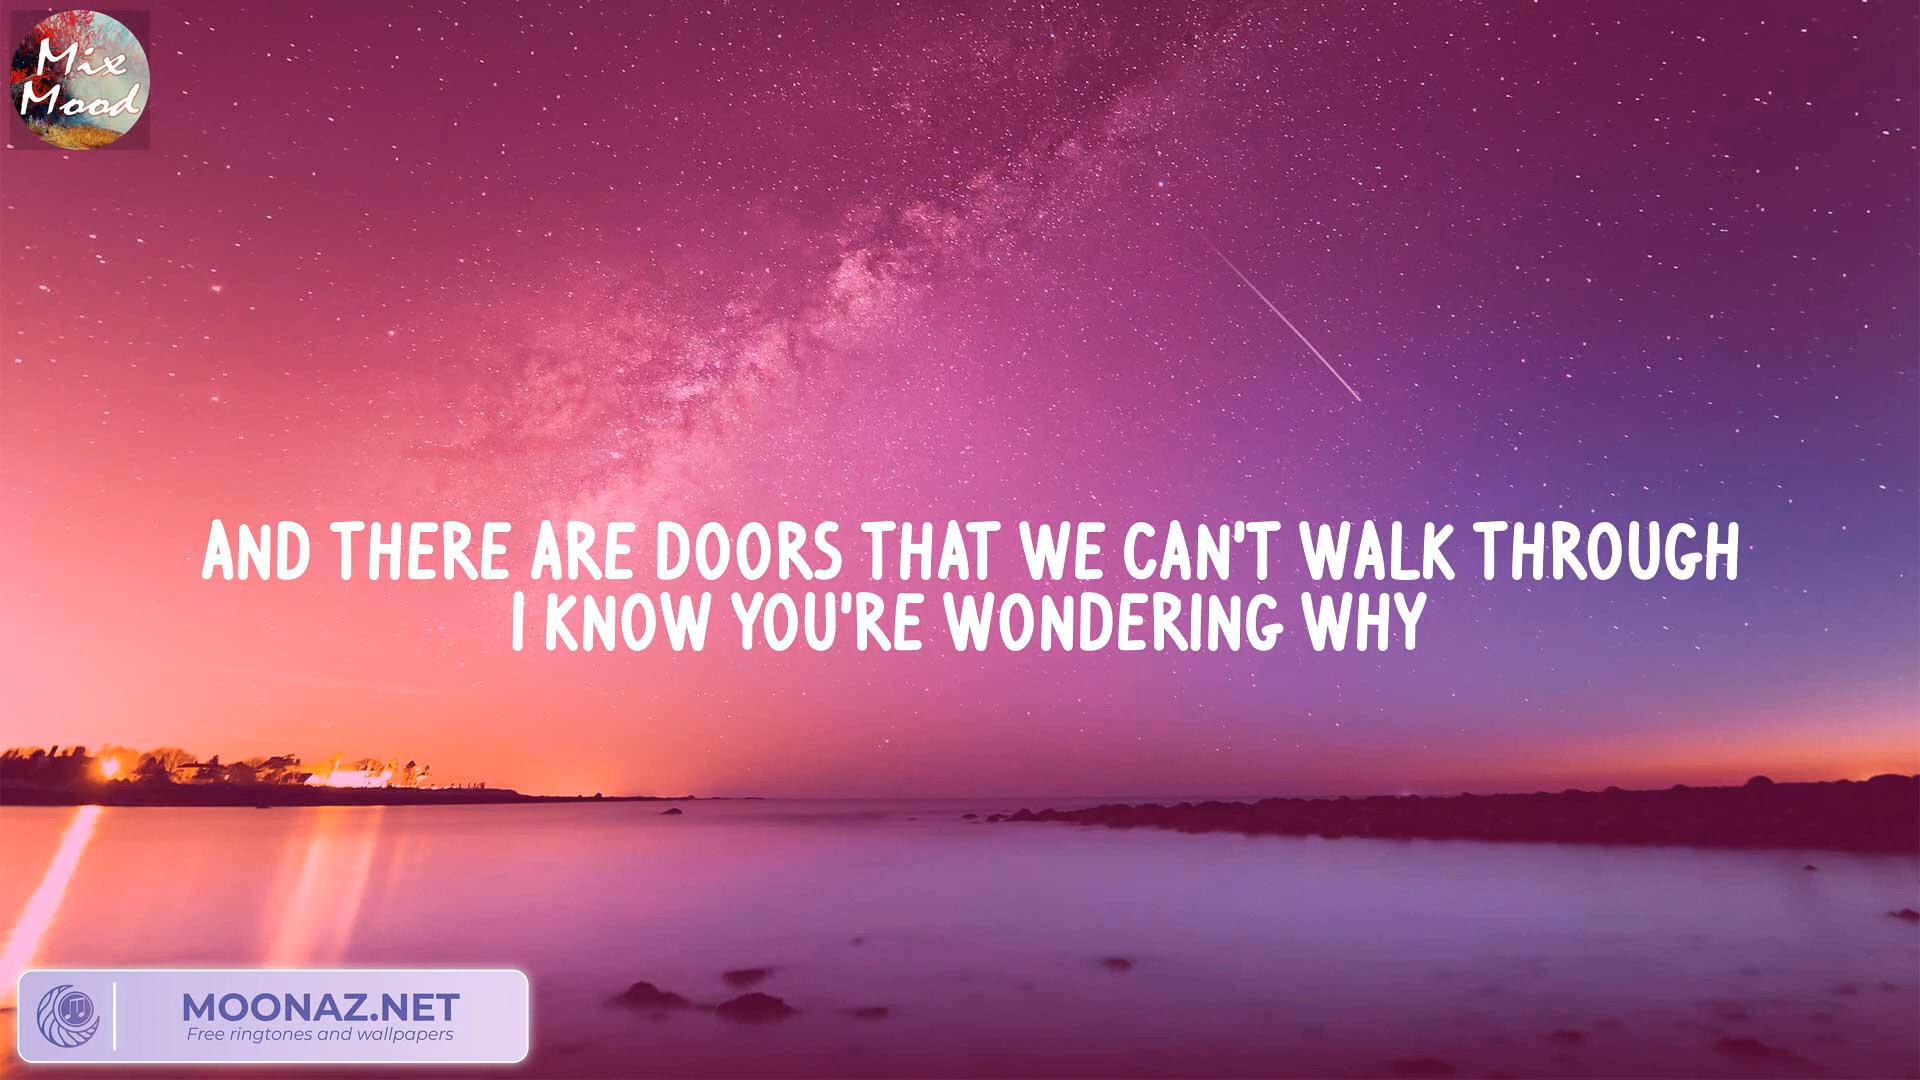 Mix
Mood
AND THERE ARE DOORS THAT WE CAN'T WALK THROUGH
I KNOW YOU'RE WONDERING WHY
MOONAZ.NET
Free ringtones and wallpapers